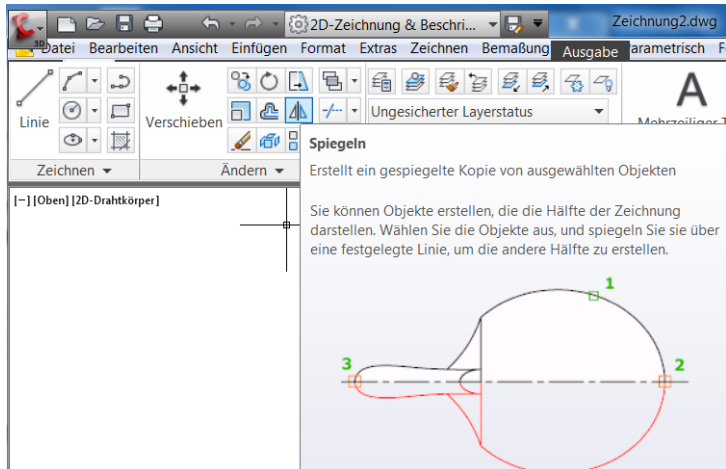 2D-Zeichnung & Beschri... Zeichnung2.dwg
3D
Datei Bearbeiten Ansicht Einfügen Format Extras Zeichnen Bemaßung Ausgabe arametrisch F
Linie Verschieben Ungesicherter Layerstatus A
Mehrzeiliger T
Zeichnen Ändern
Spiegeln
Erstellt ein gespiegelte Kopie von ausgewählten Objekten
Sie können Objekte erstellen, die die Hälfte der Zeichnung
darstellen. Wählen Sie die Objekte aus, und spiegeln Sie sie über
eine festgelegte Linie, um die andere Hälfte zu erstellen.
[−] [Oben] [2D-Drahtkörper]
1
3 2